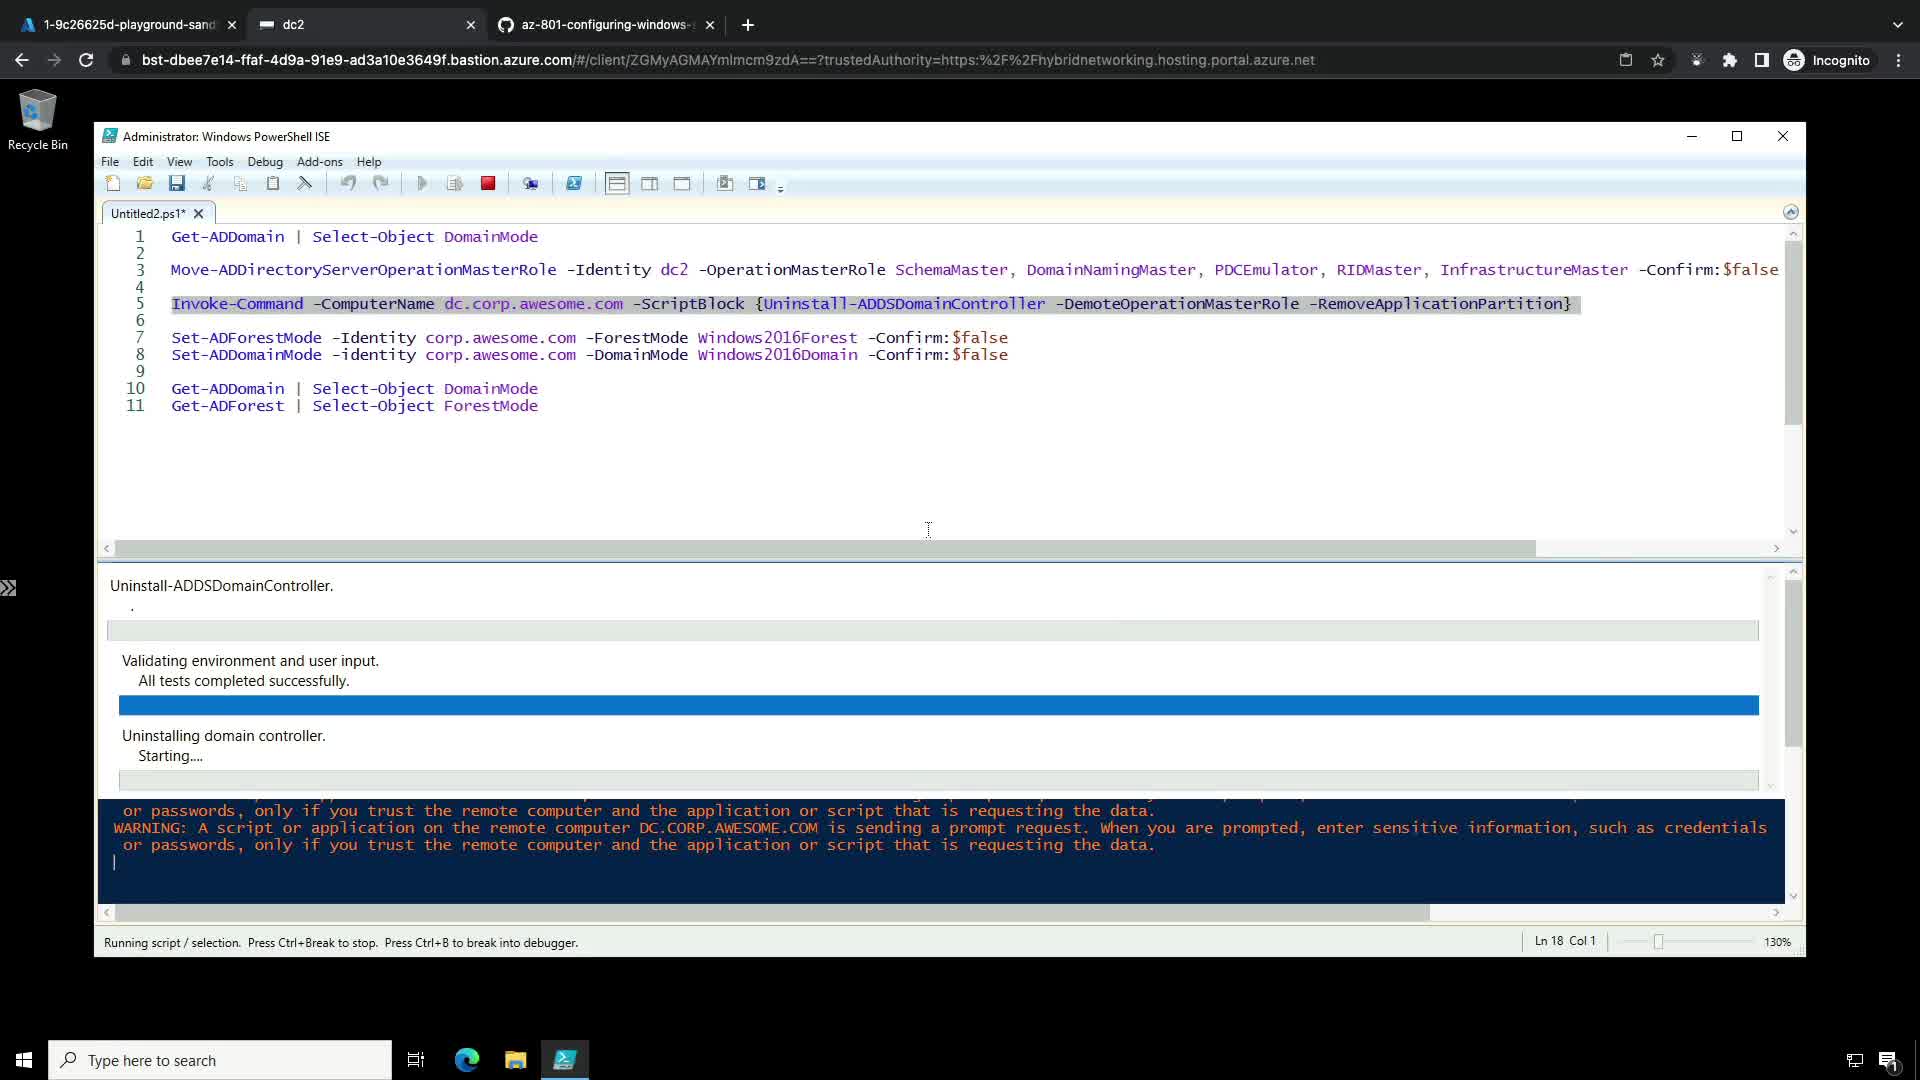 1-9c26625d-playground-sand
dc2
az-801-configuring-windows-s
bst-dbee7e14-ffaf-4d9a-91e9-ad3a10e3649f.bastion.azure.com/#/client/ZGMyAGMAYmlmcm9zdA==?trustedAuthority=https:%2F%2Fhybridnetworking.hosting.portal.azure.net
Incognito
Recycle Bin
Administrator: Windows PowerShell ISE
File Edit View Tools Debug Add-ons Help
Untitled2.ps1*
1 Get-ADDomain | Select-Object DomainMode
2
3 Move-ADDirectoryServerOperationMasterRole -Identity dc2 -OperationMasterRole SchemaMaster, DomainNamingMaster, PDCEmulator, RIDMaster, InfrastructureMaster -Confirm:$false
4
5 Invoke-Command -ComputerName dc.corp.awesome.com -ScriptBlock {Uninstall-ADDSDomainController -DemoteOperationMasterRole -RemoveApplicationPartition}
6
7 Set-ADForestMode -Identity corp.awesome.com -ForestMode Windows2016Forest -Confirm:$false
8 Set-ADDomainMode -identity corp.awesome.com -DomainMode Windows2016Domain -Confirm:$false
9
10 Get-ADDomain | Select-Object DomainMode
11 Get-ADForest | Select-Object ForestMode
Uninstall-ADDSDomainController.
.
Validating environment and user input.
All tests completed successfully.
Uninstalling domain controller.
Starting....
or passwords, only if you trust the remote computer and the application or script that is requesting the data.
WARNING: A script or application on the remote computer DC.CORP.AWESOME.COM is sending a prompt request. When you are prompted, enter sensitive information, such as credentials
or passwords, only if you trust the remote computer and the application or script that is requesting the data.
Running script / selection. Press Ctrl+Break to stop. Press Ctrl+B to break into debugger.
Ln 18 Col 1
130%
Type here to search
1